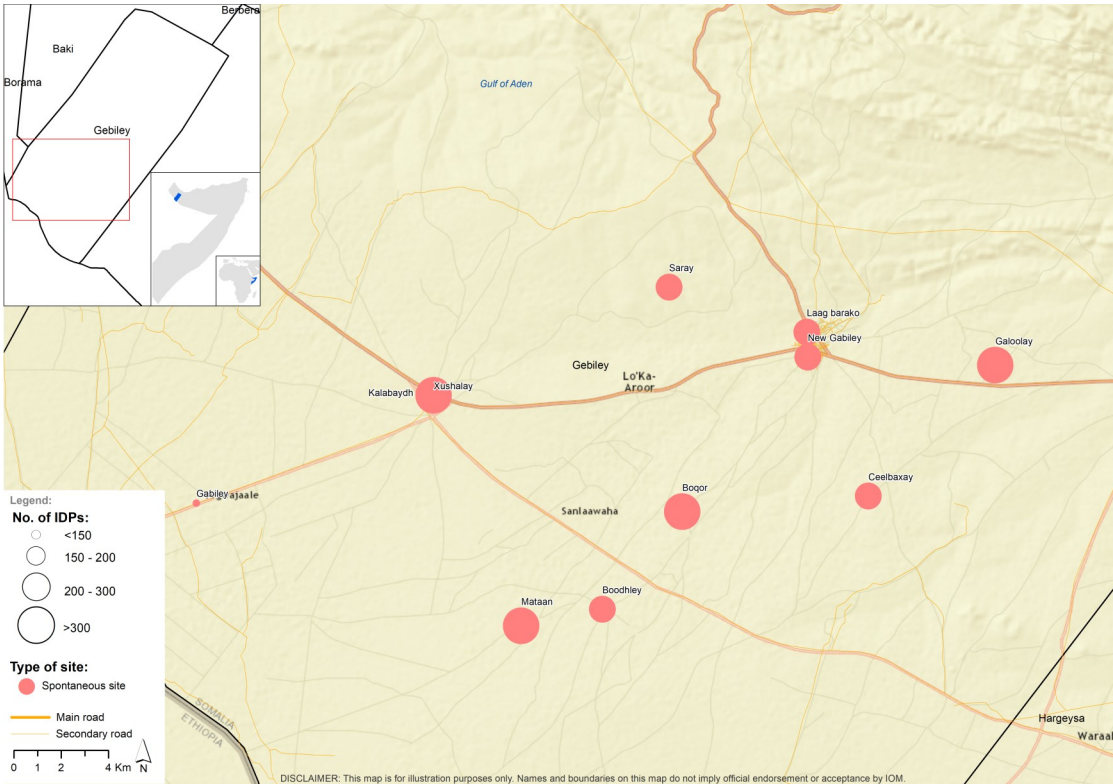 Berbera
Baki
Borama
Gebiley
Gulf of Aden
Saray
Laag barako
New Gabiley
Galoolay
Gebiley
Lo'Ka-
Aroor
Xushalay
Kalabaydh
Gabiley
Ceelbaxay
Boqor
Sanlaawaha
Boodhley
Mataan
Hargeysa
SOMALIA
ETHIOPIA
Legend:
No. of IDPs:
<150
150 - 200
200 - 300
>300
Type of site:
Spontaneous site
Main road
Secondary road
0 1 2 4 Km
N
DISCLAIMER: This map is for illustration purposes only. Names and boundaries on this map do not imply official endorsement or acceptance by IOM.